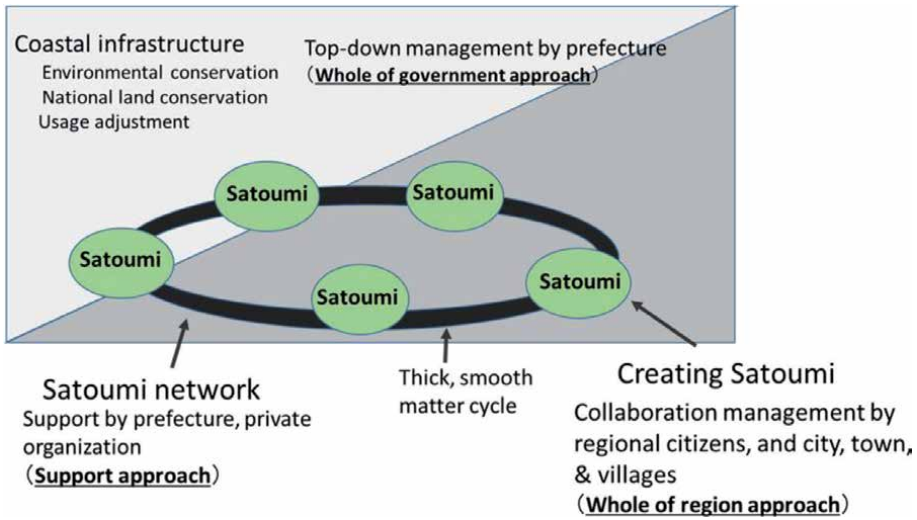 Coastal infrastructure
Environmental conservation
National land conservation
Usage adjustment
Top-down management by prefecture
(Whole of government approach)
Satoumi
Satoumi
Satoumi
Satoumi
Satoumi
Satoumi network
Support by prefecture, private
organization
(Support approach)
Thick, smooth
matter cycle
Creating Satoumi
Collaboration management by
regional citizens, and city, town,
& villages
(Whole of region approach)